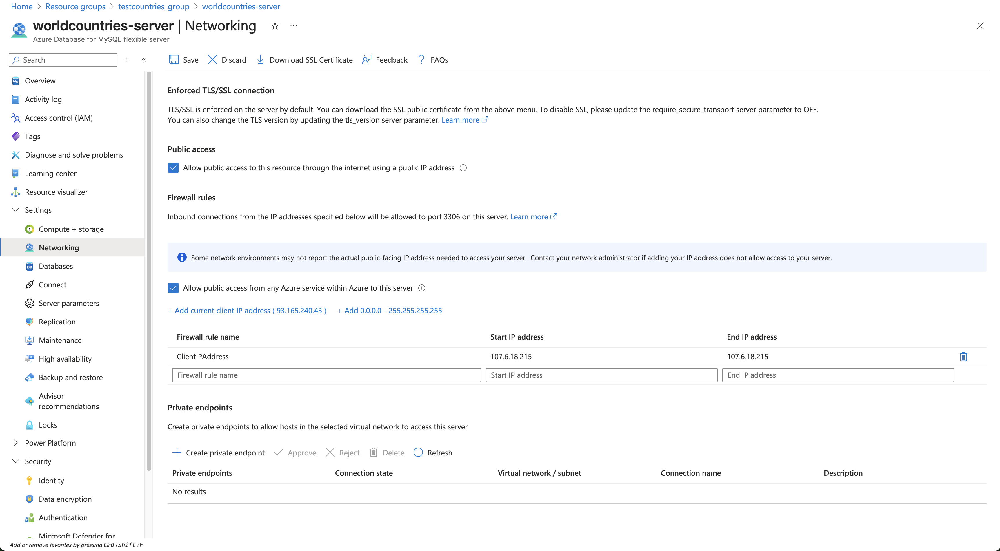 Home > Resource groups > testcountries_group > worldcountries-server
worldcountries-server | Networking
Azure Database for MySQL flexible server
Search
Save Discard Download SSL Certificate Feedback FAQs
Overview
Activity log
Access control (IAM)
Tags
Diagnose and solve problems
Learning center
Resource visualizer
Settings
Compute + storage
Networking
Databases
Connect
Server parameters
Replication
Maintenance
High availability
Backup and restore
Advisor
recommendations
Locks
Power Platform
Security
Identity
Data encryption
Authentication
Microsoft Defender for
Add or remove favorites by pressing Cmd+Shift+F
Enforced TLS/SSL connection
TLS/SSL is enforced on the server by default. You can download the SSL public certificate from the above menu. To disable SSL, please update the require_secure_transport server parameter to OFF.
You can also change the TLS version by updating the tls_version server parameter. Learn more
Public access
Allow public access to this resource through the internet using a public IP address
Firewall rules
Inbound connections from the IP addresses specified below will be allowed to port 3306 on this server. Learn more
Some network environments may not report the actual public-facing IP address needed to access your server. Contact your network administrator if adding your IP address does not allow access to your server.
Allow public access from any Azure service within Azure to this server
+ Add current client IP address ( 93.165.240.43 ) + Add 0.0.0.0 - 255.255.255.255
Firewall rule name Start IP address End IP address
ClientIPAddress 107.6.18.215 107.6.18.215
Firewall rule name Start IP address End IP address
Private endpoints
Create private endpoints to allow hosts in the selected virtual network to access this server
Create private endpoint Approve Reject Delete Refresh
Private endpoints Connection state Virtual network / subnet Connection name Description
No results